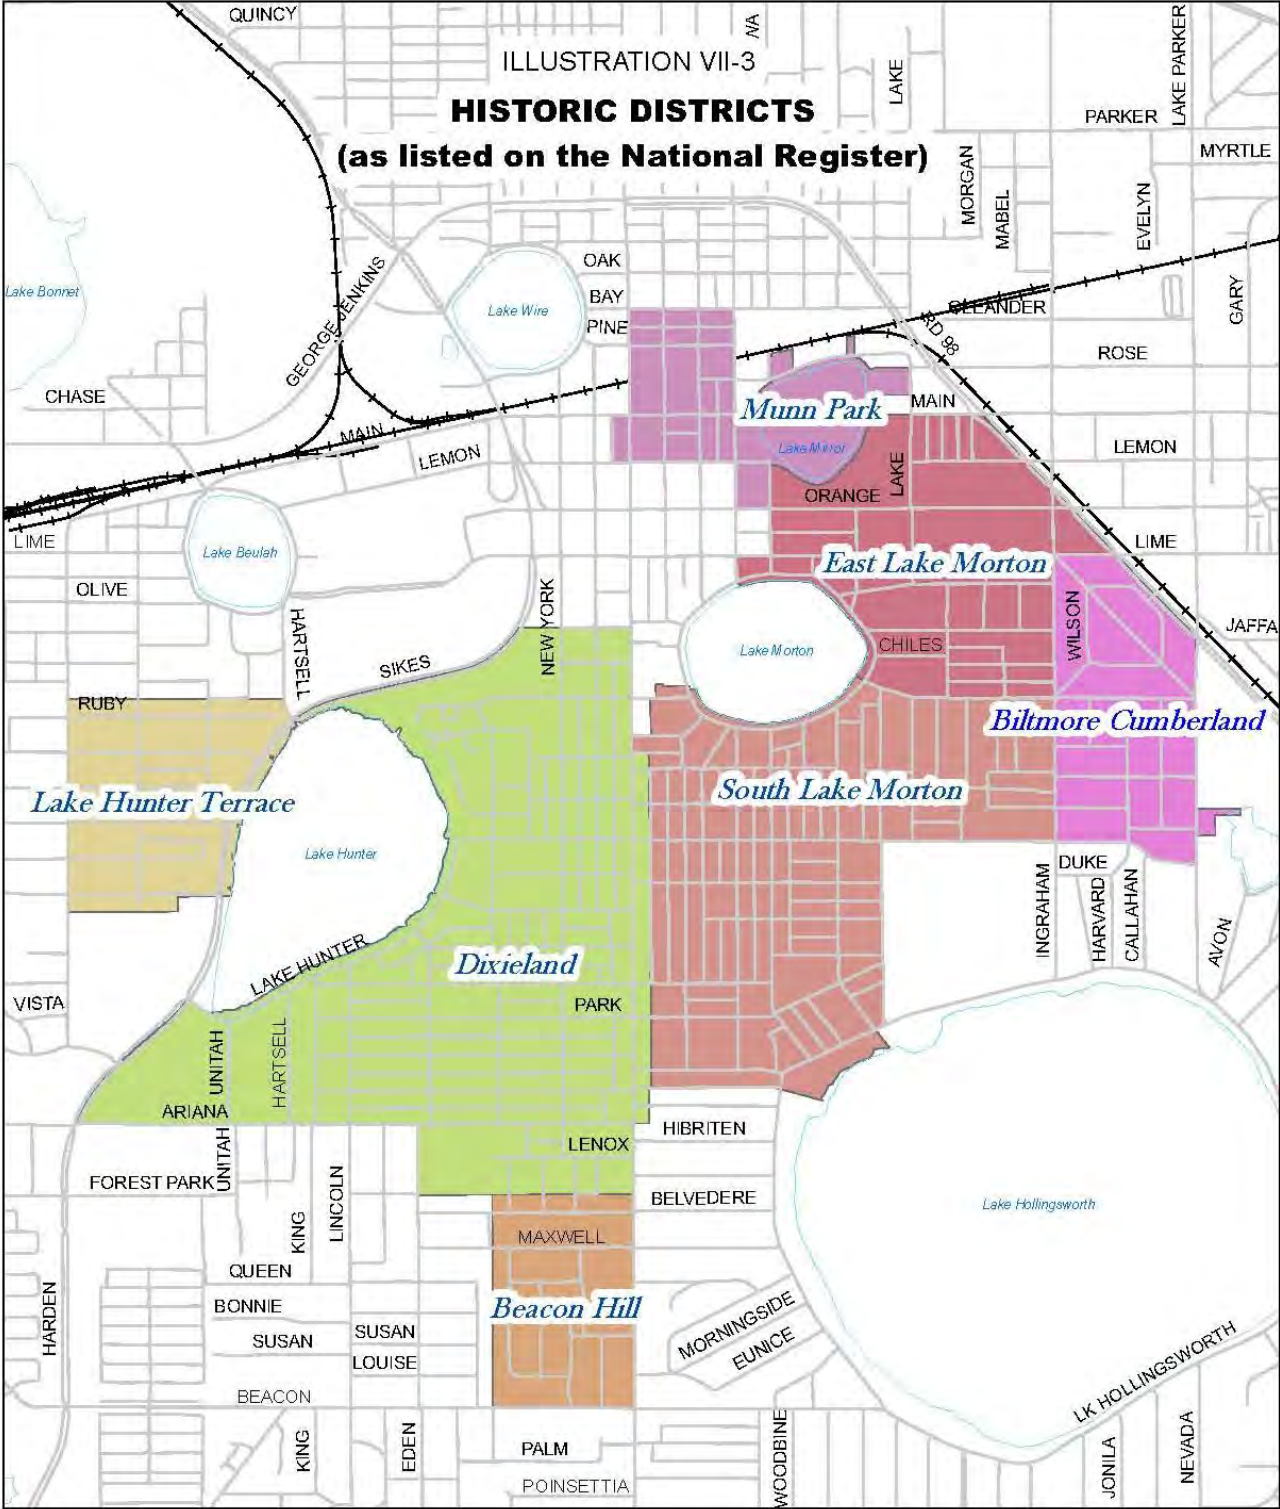 QUINCY
NA
ILLUSTRATION VII-3
LAKE
LAKE PARKER
HISTORIC DISTRICTS
PARKER
(as listed on the National Register)
MYRTLE
MORGAN
MABEL
EVELYN
OAK
GEORGE JENKINS
Lake Bonnet
BAY
GARY
Lake Wire
PINE
RD 98
ROSE
CHASE
Munn Park
MAIN
MAIN
LEMON
LEMON
Lake Mirror
LAKE
ORANGE
LIME
LIME
Lake Beulah
East Lake Morton
OLIVE
NEW YORK
WILSON
JAFFA
HARTSELL
SIKES
CHILES
Lake Morton
RUBY
Biltmore Cumberland
Lake Hunter Terrace
South Lake Morton
Lake Hunter
DUKE
INGRAHAM
HARVARD
CALLAHAN
AVON
LAKE HUNTER
Dixieland
VISTA
PARK
UNITAH
HARTSELL
ARIANA
HIBRITEN
LENOX
UNITAH
FOREST PARK
LINCOLN
BELVEDERE
Lake Hollingsworth
KING
MAXWELL
QUEEN
HARDEN
BONNIE
Beacon Hill
MORNINGSIDE
SUSAN
SUSAN
EUNICE
LOUISE
LK HOLLINGSWORTH
BEACON
KING
EDEN
PALM
WOODBINE
JONILA
NEVADA
POINSETTIA